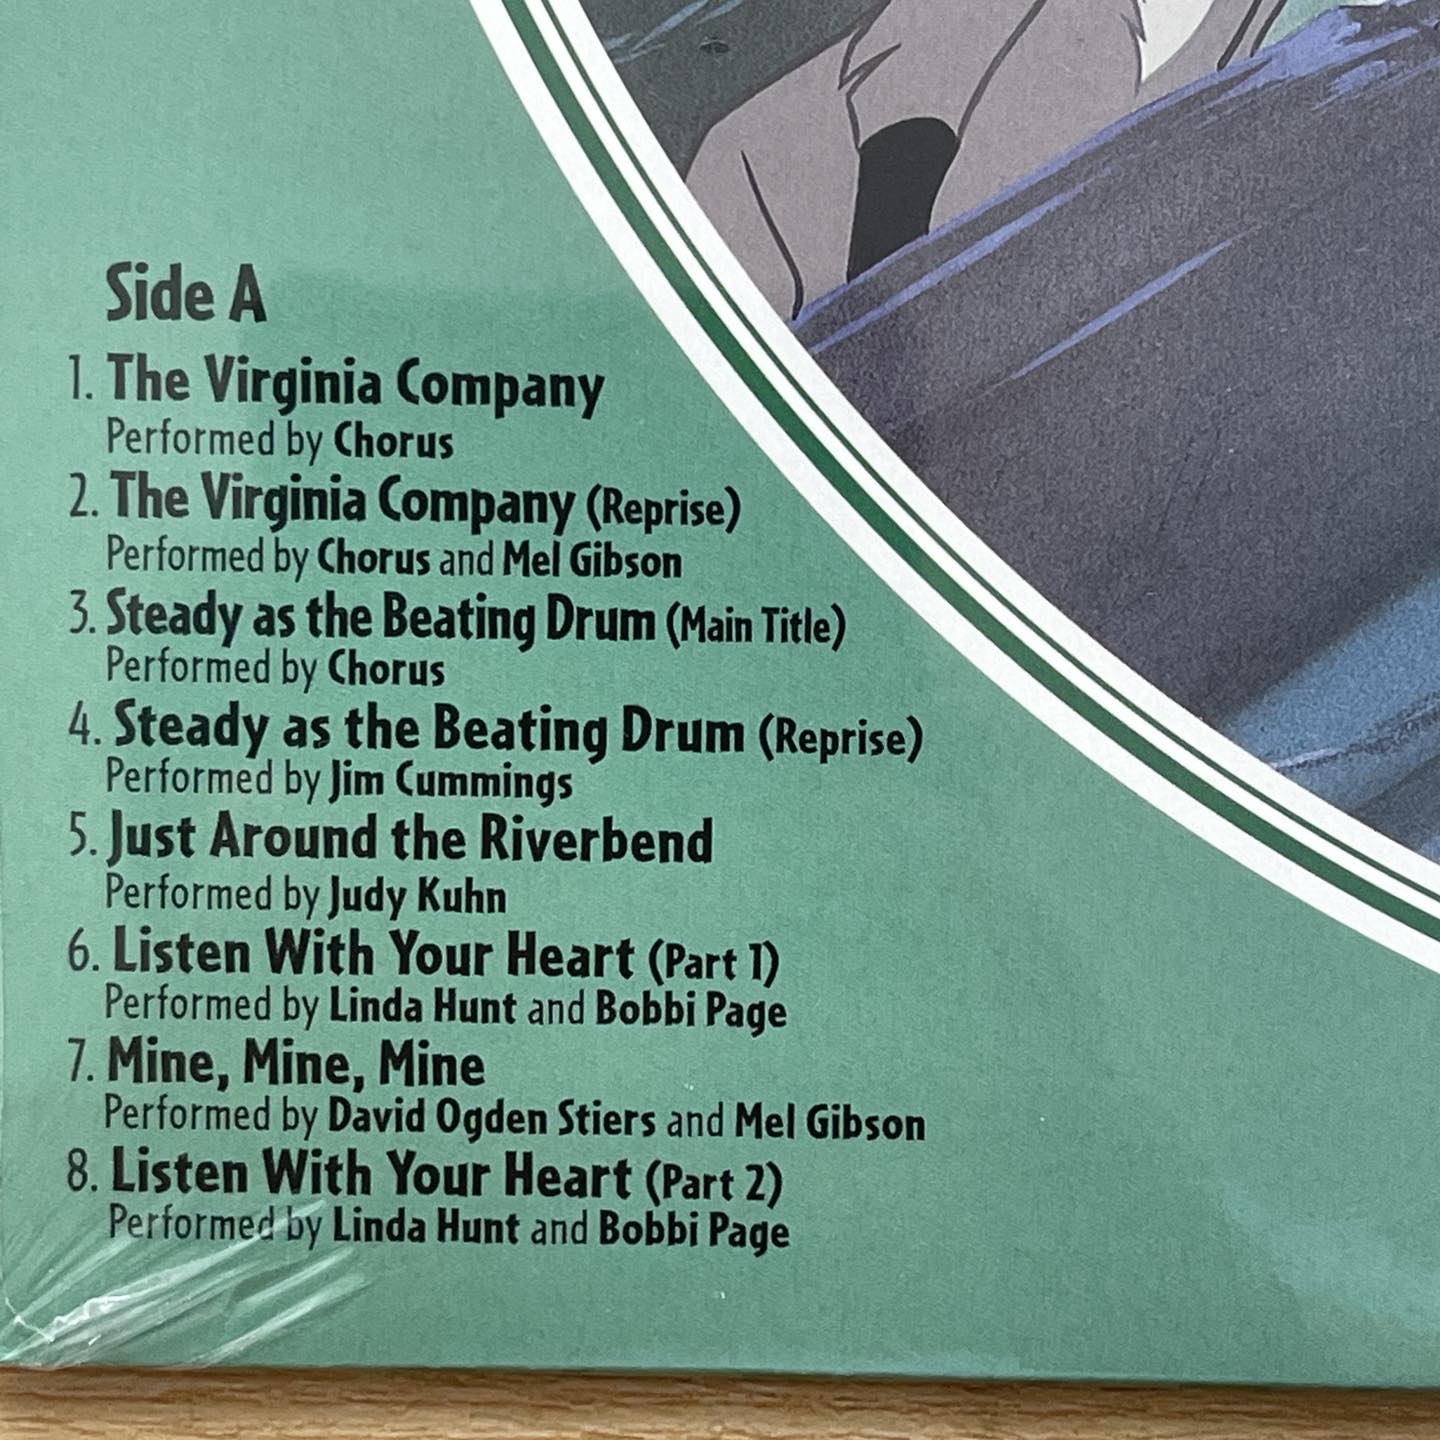 Side A
1. The Virginia Company
Performed by Chorus
2. The Virginia Company (Reprise)
Performed by Chorus and Mel Gibson
3. Steady as the Beating Drum (Main Title)
Performed by Chorus
4. Steady as the Beating Drum (Reprise)
Performed by Jim Cummings
5. Just Around the Riverbend
Performed by Judy Kuhn
6. Listen With Your Heart (Part 1)
Performed by Linda Hunt and Bobbi Page
7. Mine, Mine, Mine
Performed by David Ogden Stiers and Mel Gibson
8. Listen With Your Heart (Part 2)
Performed by Linda Hunt and Bobbi Page